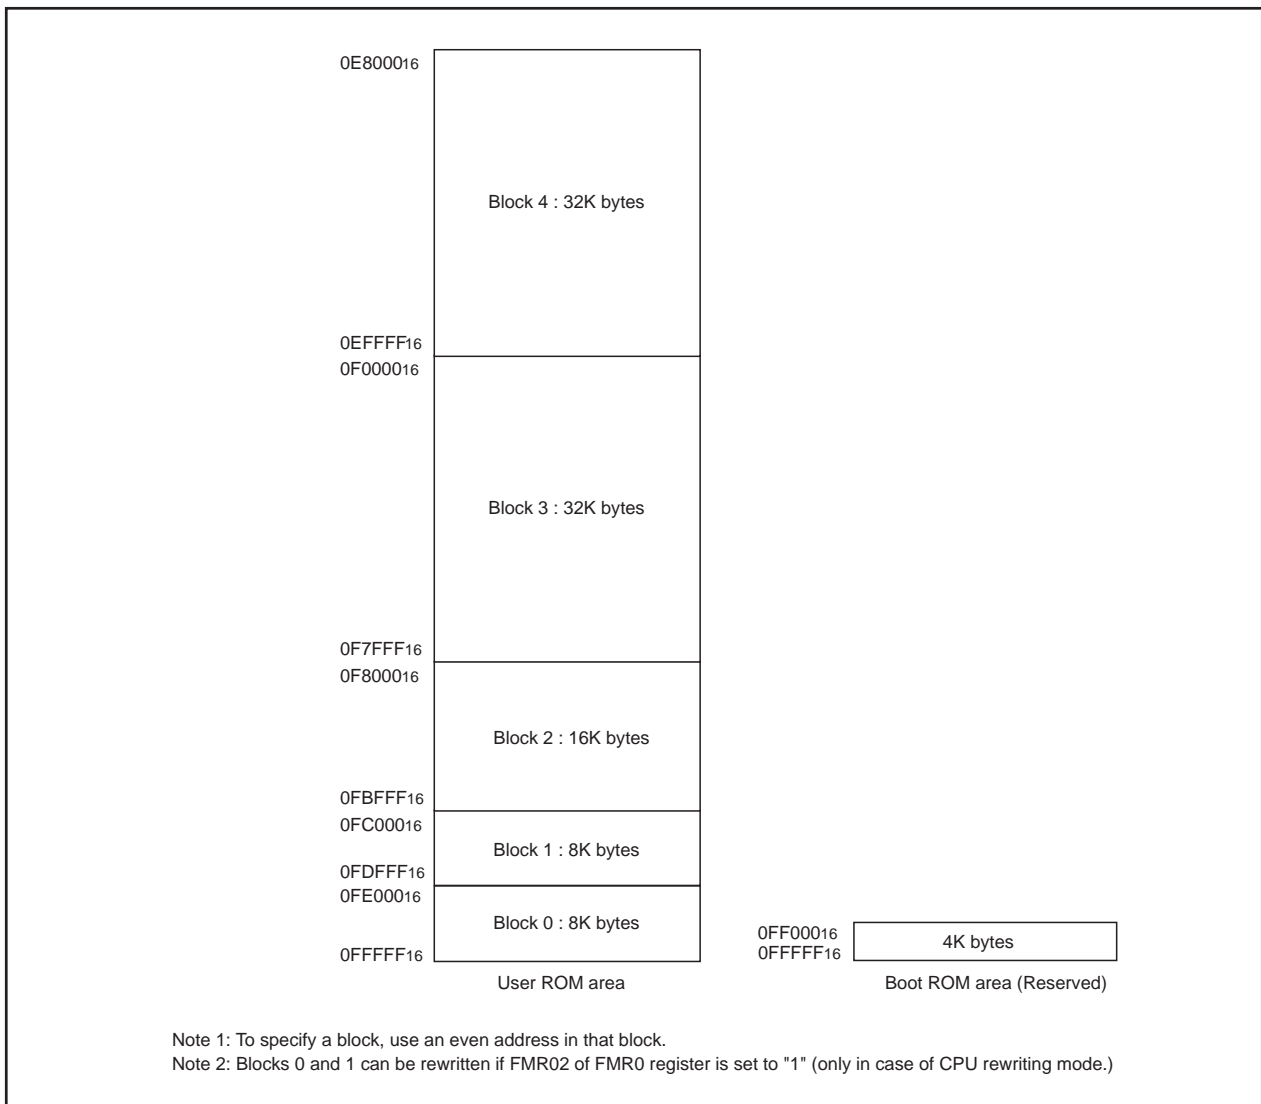 0E800016
Block 4 : 32K bytes
0EFFFF16
0F000016
Block 3 : 32K bytes
0F7FFF16
0F800016
Block 2 : 16K bytes
0FBFFF16
0FC00016
Block 1 : 8K bytes
0FDFFF16
0FE00016
Block 0 : 8K bytes
0FFFFF16
User ROM area
0FF00016
4K bytes
0FFFFF16
Boot ROM area (Reserved)
Note 1: To specify a block, use an even address in that block.
Note 2: Blocks 0 and 1 can be rewritten if FMR02 of FMR0 register is set to "1" (only in case of CPU rewriting mode.)